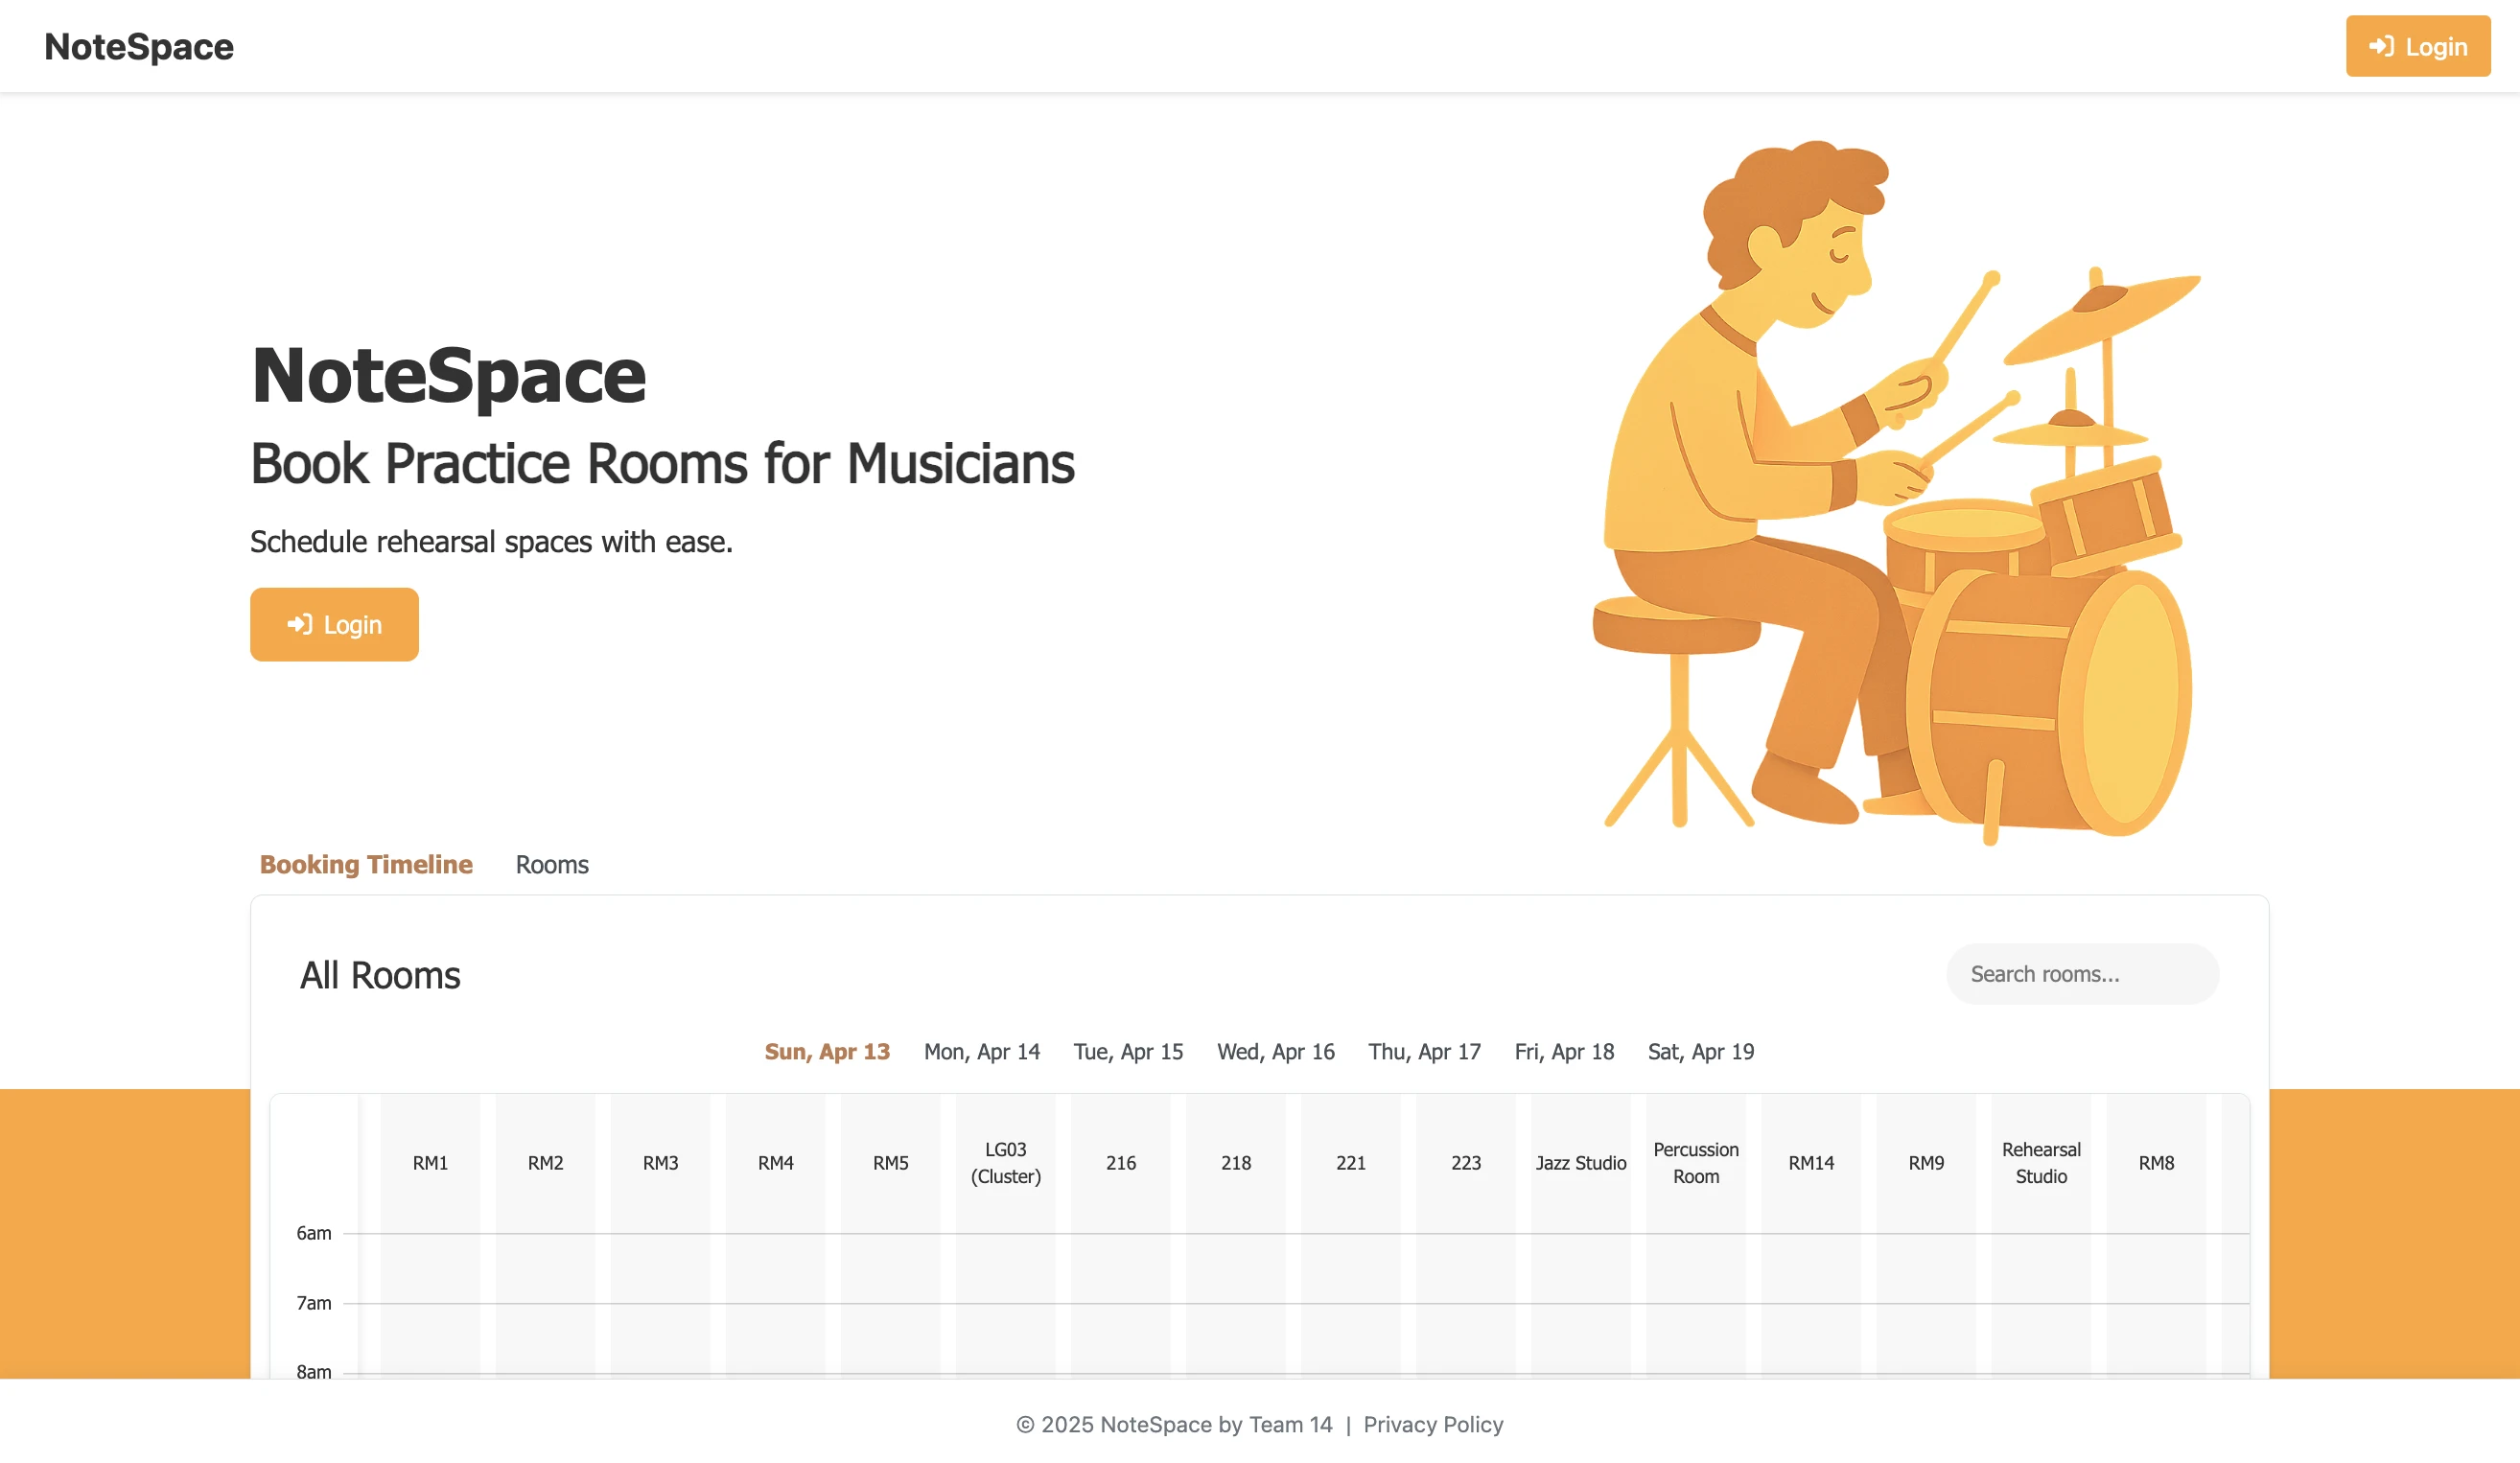 NoteSpace
Login
NoteSpace
Book Practice Rooms for Musicians
Schedule rehearsal spaces with ease.
Login
Booking Timeline
Rooms
All Rooms
Search rooms...
Sun, Apr 13
Mon, Apr 14
Tue, Apr 15
Wed, Apr 16
Thu, Apr 17
Fri, Apr 18
Sat, Apr 19
RM1
RM2
RM3
RM4
RM5
LG03
(Cluster)
216
218
221
223
Jazz Studio
Percussion
Room
RM14
RM9
Rehearsal
Studio
RM8
6am
7am
8am
© 2025 NoteSpace by Team 14 | Privacy Policy